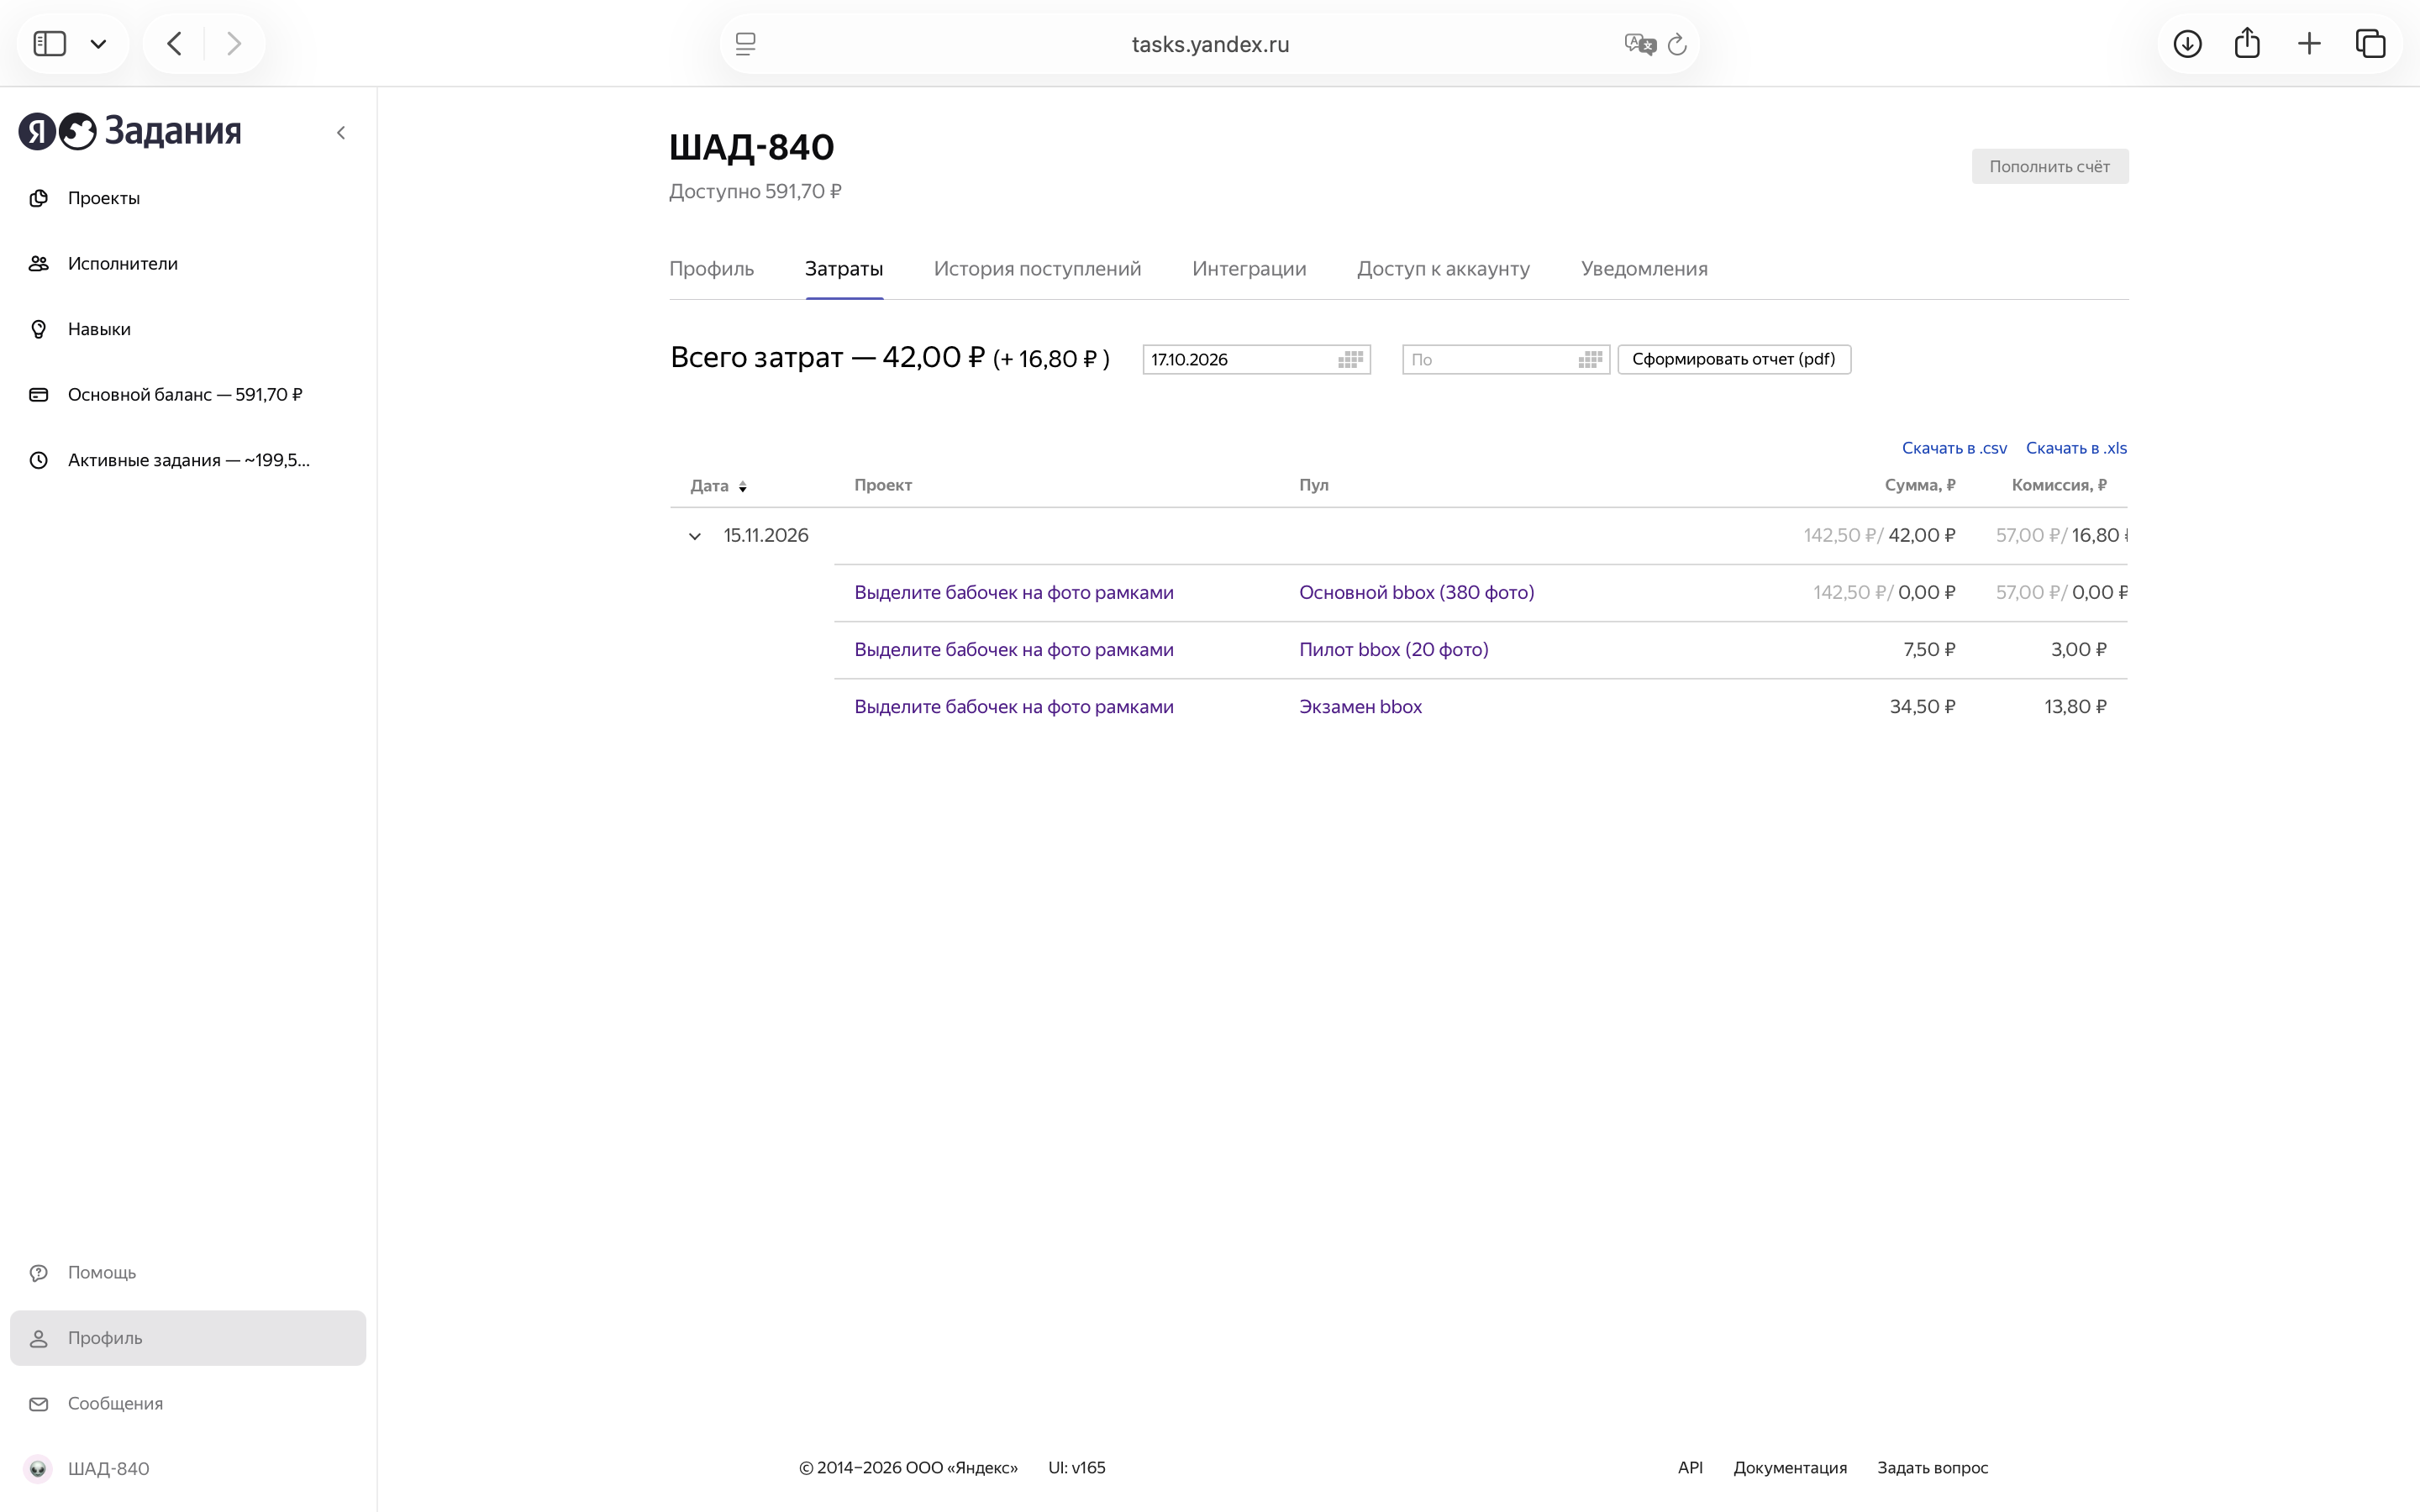 tasks.yandex.ru
Я Задания
Проекты
Исполнители
Навыки
Основной баланс — 591,70 ₽
Активные задания — ~199,5...
ШАД-840
Доступно 591,70 ₽
Пополнить счёт
Профиль Затраты История поступлений Интеграции Доступ к аккаунту Уведомления
Всего затрат — 42,00 ₽ (+ 16,80 ₽ ) 17.10.2026 По Сформировать отчет (pdf)
Скачать в .csv Скачать в .xls
Дата Проект Пул Сумма, ₽ Комиссия, ₽
15.11.2026 142,50 ₽/ 42,00 ₽ 57,00 ₽/ 16,80 ₽
Выделите бабочек на фото рамками Основной bbox (380 фото) 142,50 ₽/ 0,00 ₽ 57,00 ₽/ 0,00 ₽
Выделите бабочек на фото рамками Пилот bbox (20 фото) 7,50 ₽ 3,00 ₽
Выделите бабочек на фото рамками Экзамен bbox 34,50 ₽ 13,80 ₽
Помощь
Профиль
Сообщения
ШАД-840
© 2014–2026 ООО «Яндекс» UI: v165 API Документация Задать вопрос